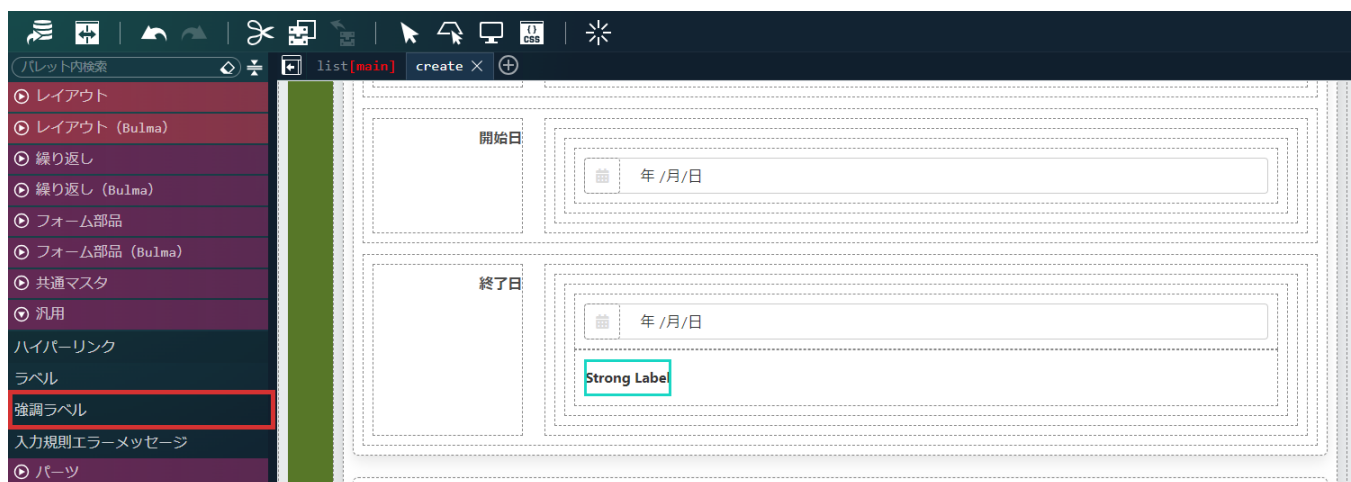 {} CSS
パレット内検索
list[main] create
レイアウト
レイアウト (Bulma)
繰り返し
繰り返し (Bulma)
フォーム部品
フォーム部品 (Bulma)
共通マスタ
汎用
ハイパーリンク
ラベル
強調ラベル
入力規則エラーメッセージ
パーツ
開始日
年 /月/日
終了日
年 /月/日
Strong Label